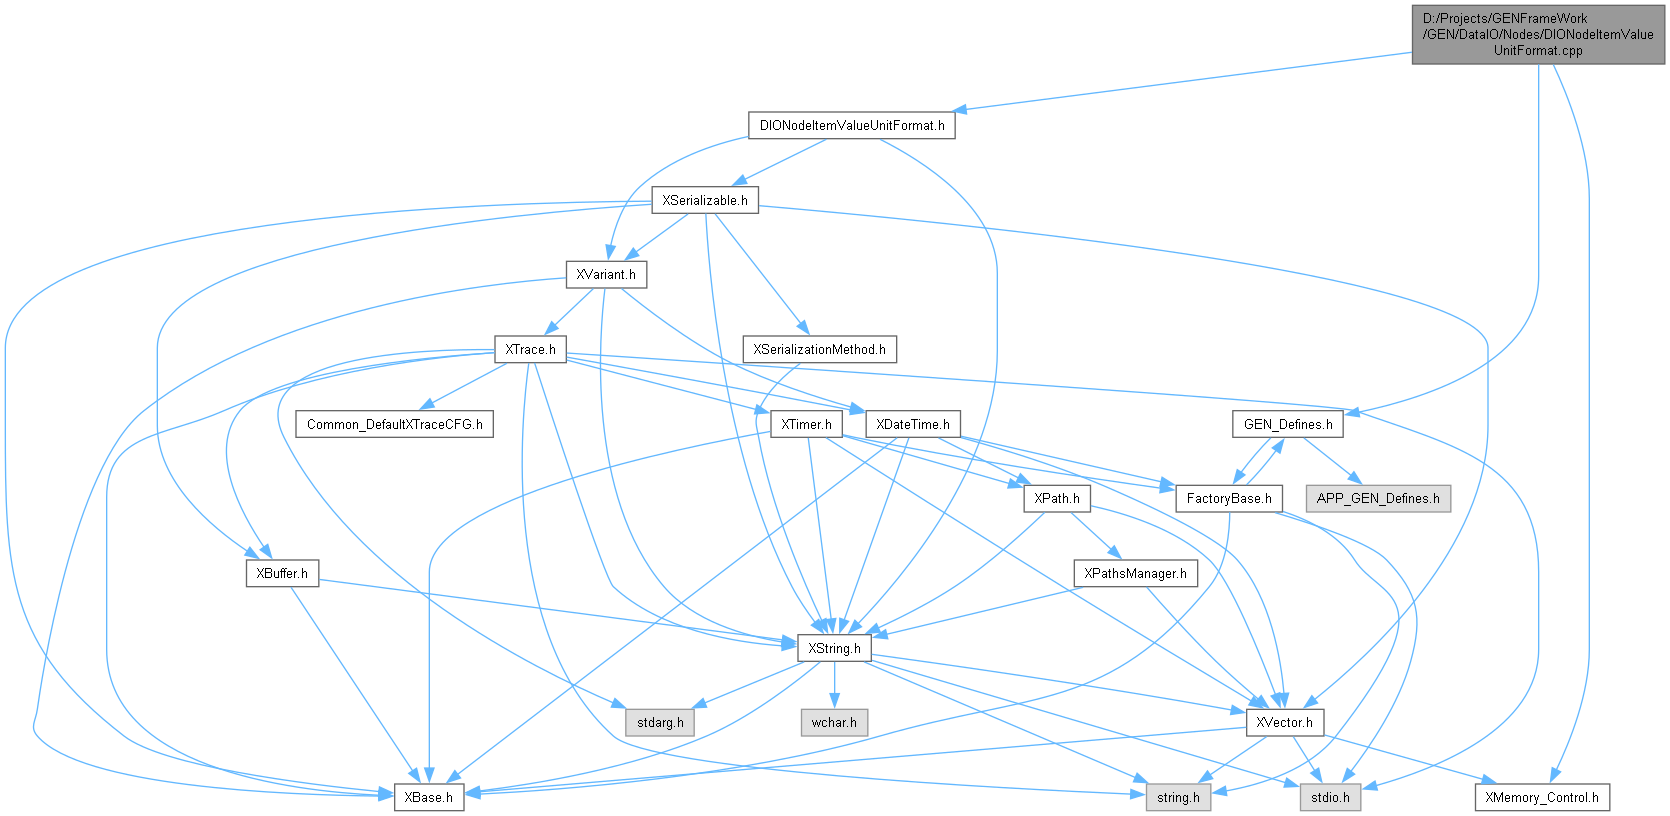 D:/Projects/GENFrameWork
/GEN/DataIO/Nodes/DIONodeItemValue
UnitFormat.cpp
DIONodeItemValueUnitFormat.h
XSerializable.h
XVariant.h
XTrace.h
XSerializationMethod.h
Common_DefaultXTraceCFG.h
XTimer.h
XDateTime.h
GEN_Defines.h
XPath.h
FactoryBase.h
APP_GEN_Defines.h
XBuffer.h
XPathsManager.h
XString.h
stdarg.h
wchar.h
XVector.h
XBase.h
string.h
stdio.h
XMemory_Control.h